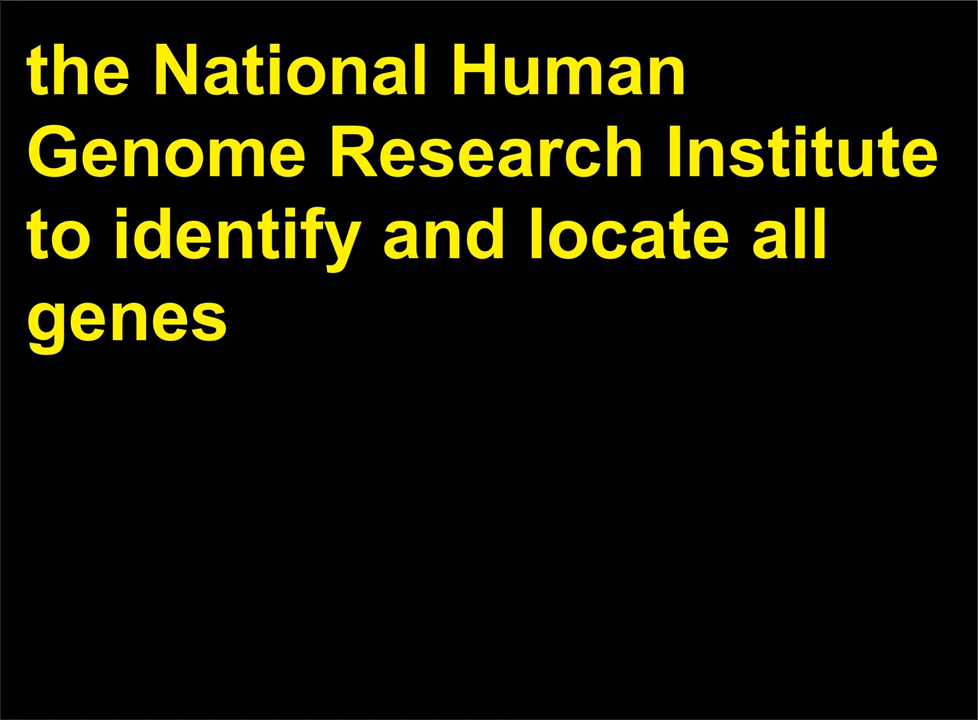 the National Human
Genome Research Institute
to identify and locate all
genes